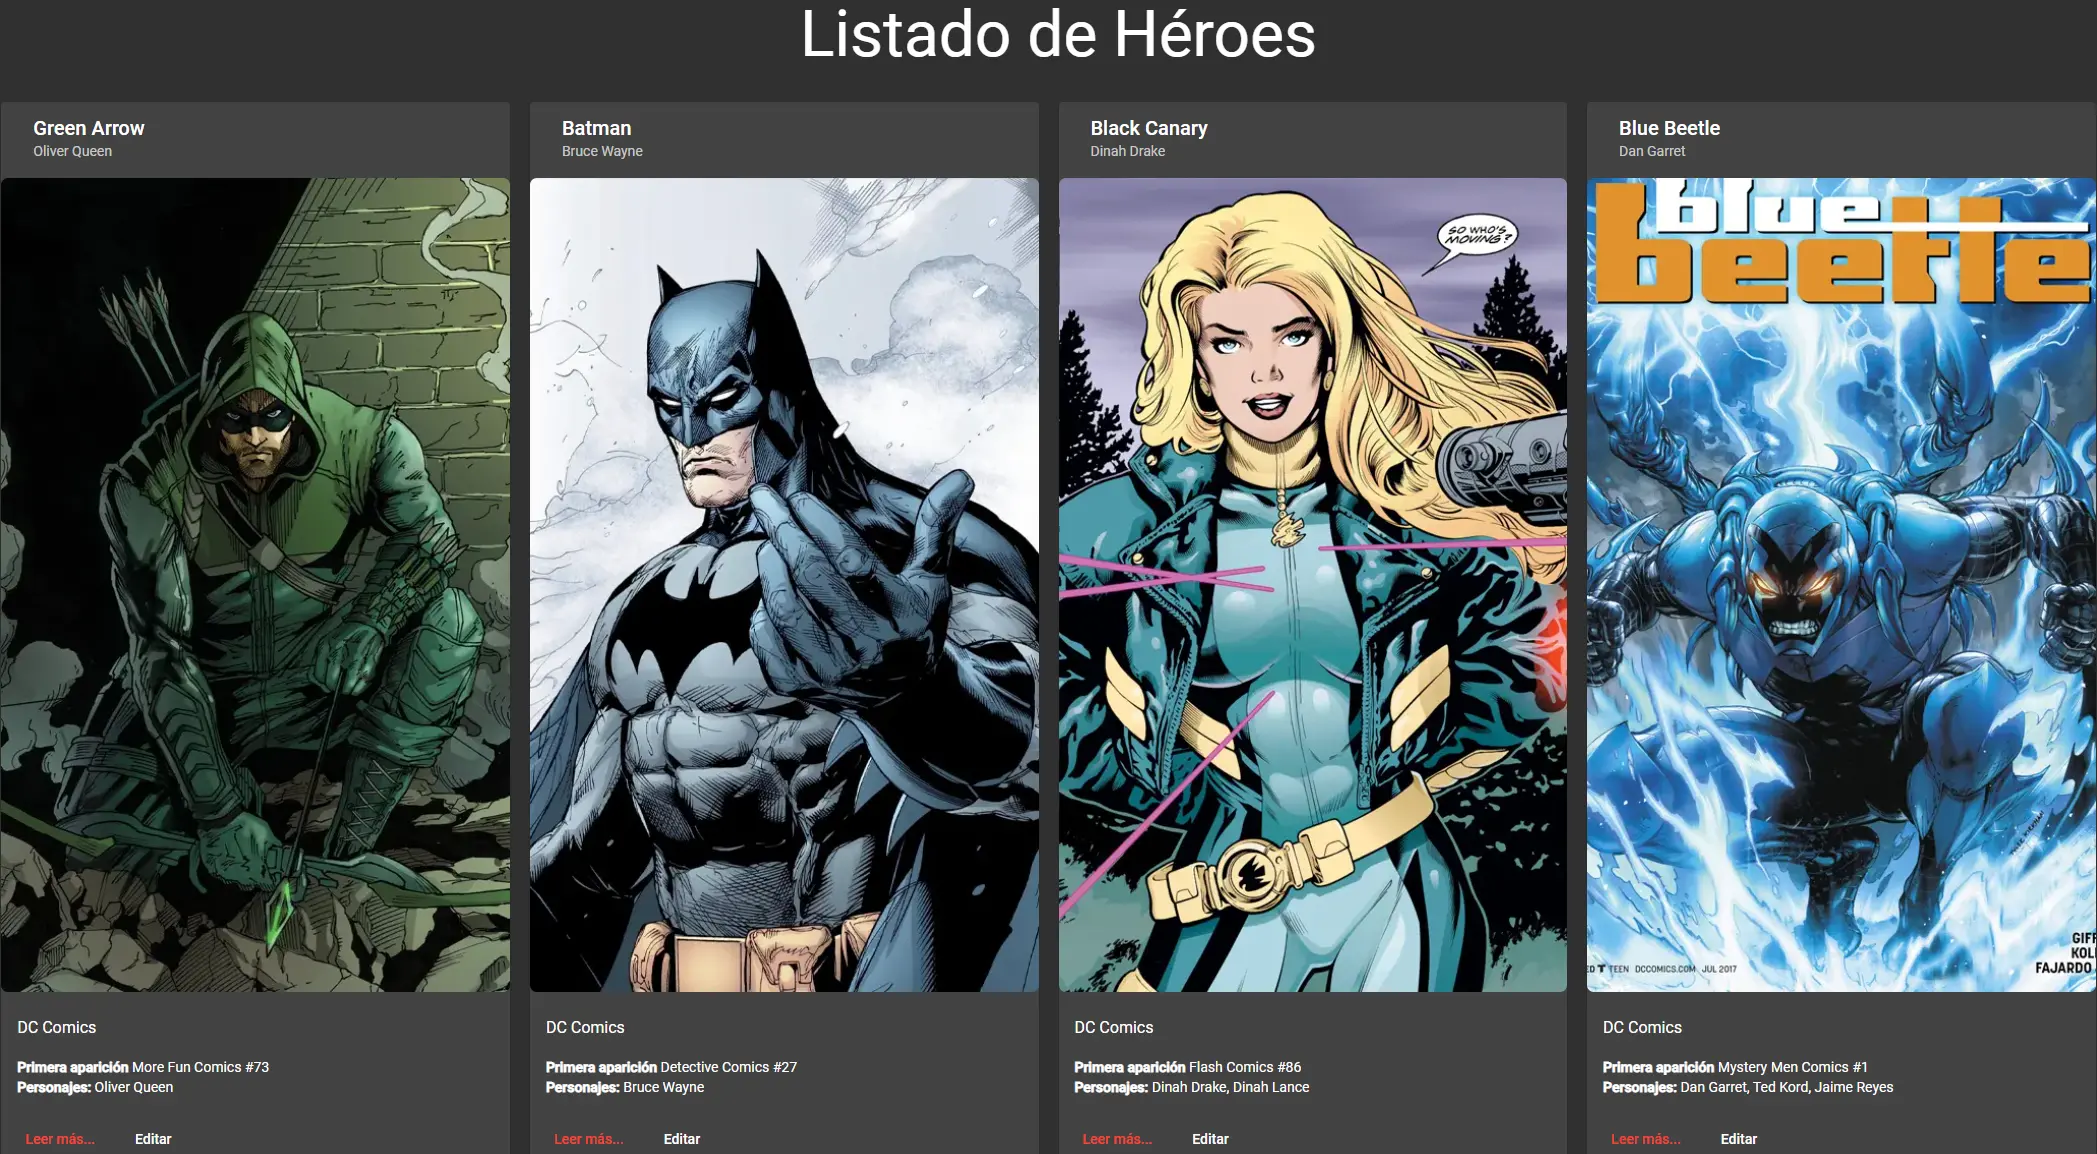 Listado de Héroes
Green Arrow
Oliver Queen
DC Comics
Primera aparición More Fun Comics #73
Personajes: Oliver Queen
Leer más... Editar
Batman
Bruce Wayne
DC Comics
Primera aparición Detective Comics #27
Personajes: Bruce Wayne
Leer más... Editar
Black Canary
Dinah Drake
SO WHO'S
MOVING?
DC Comics
Primera aparición Flash Comics #86
Personajes: Dinah Drake, Dinah Lance
Leer más... Editar
Blue Beetle
Dan Garret
blue
beetle
GIFF
KOLI
FAJARDO
ED T TEEN DCCOMICS.COM JUL 2017
DC Comics
Primera aparición Mystery Men Comics #1
Personajes: Dan Garret, Ted Kord, Jaime Reyes
Leer más... Editar